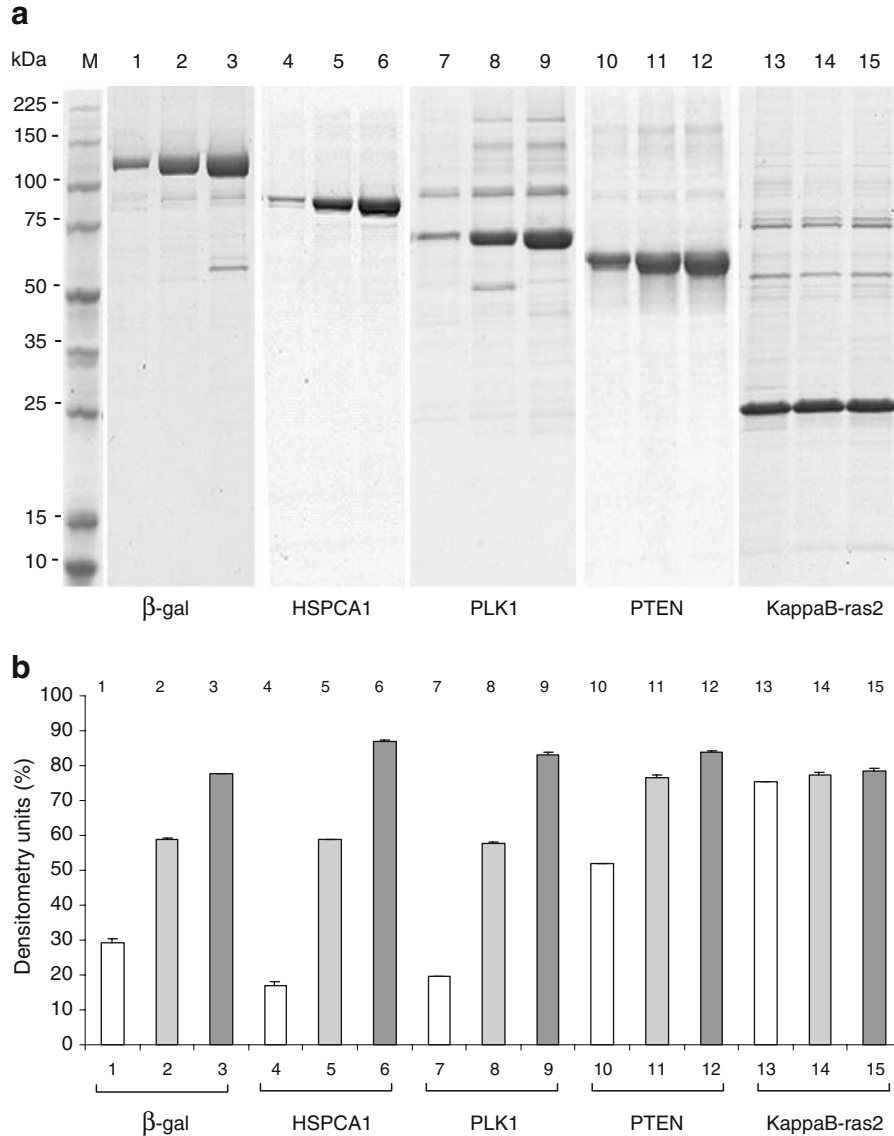 a
kDa M 1 2 3 4 5 6 7 8 9 10 11 12 13 14 15
225 -
150 -
100 -
75 -
50 -
35 -
25 -
15 -
10 -
β-gal HSPCA1 PLK1 PTEN KappaB-ras2
b
1 2 3 4 5 6 7 8 9 10 11 12 13 14 15
Densitometry units (%)
100
90
80
70
60
50
40
30
20
10
0
1 2 3 4 5 6 7 8 9 10 11 12 13 14 15
β-gal HSPCA1 PLK1 PTEN KappaB-ras2